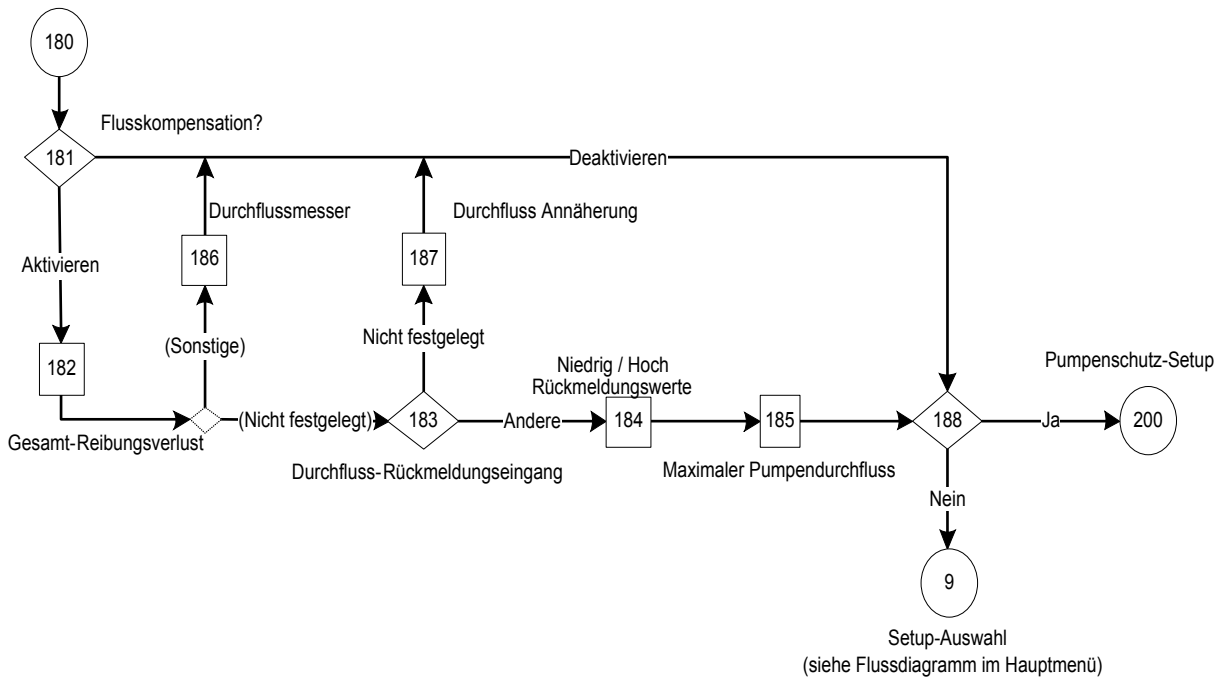 180
Flusskompensation?
181
Deaktivieren
Durchflussmesser
Durchfluss Annäherung
186
187
Aktivieren
Nicht festgelegt
(Sonstige)
182
Niedrig / Hoch
Rückmeldungswerte
Pumpenschutz-Setup
Gesamt-Reibungsverlust
(Nicht festgelegt)
183
Andere
184
185
188
Ja
200
Durchfluss-Rückmeldungseingang
Maximaler Pumpendurchfluss
Nein
9
Setup-Auswahl
(siehe Flussdiagramm im Hauptmenü)